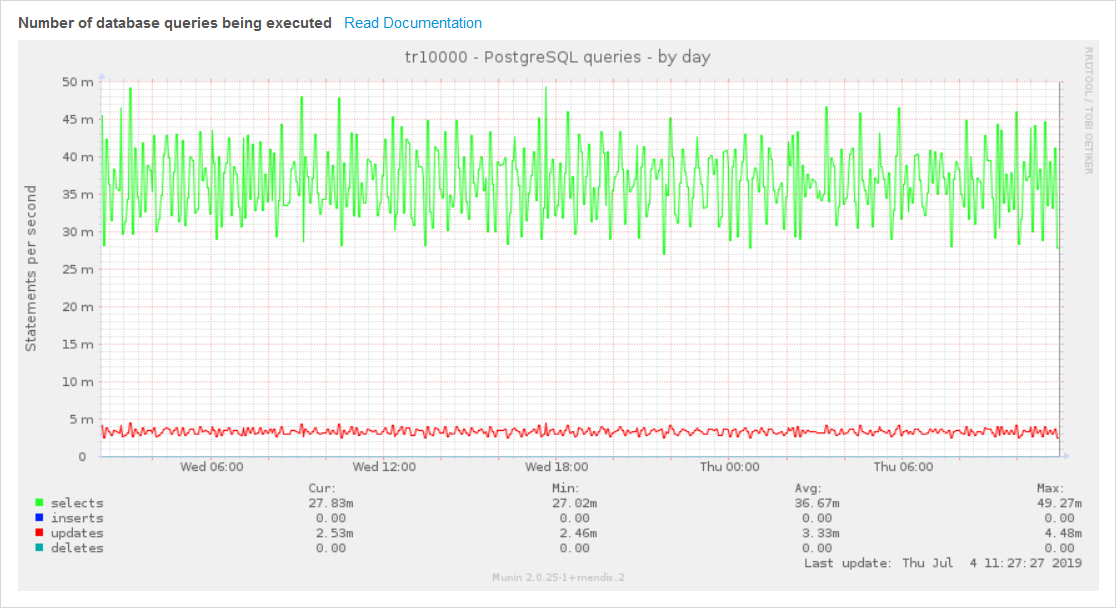 Number of database queries being executed Read Documentation
tr10000 - PostgreSQL queries - by day
RRDTOOL / TOBI OETIKER
Statements per second
50 m
45 m
40 m
35 m
30 m
25 m
20 m
15 m
10 m
5 m
0
Wed 06:00 Wed 12:00 Wed 18:00 Thu 00:00 Thu 06:00
Cur: Min: Avg: Max:
selects 27.83m 27.02m 36.67m 49.27m
inserts 0.00 0.00 0.00 0.00
updates 2.53m 2.46m 3.33m 4.48m
deletes 0.00 0.00 0.00 0.00
Last update: Thu Jul 4 11:27:27 2019
Munin 2.0.25-1+mendix.2